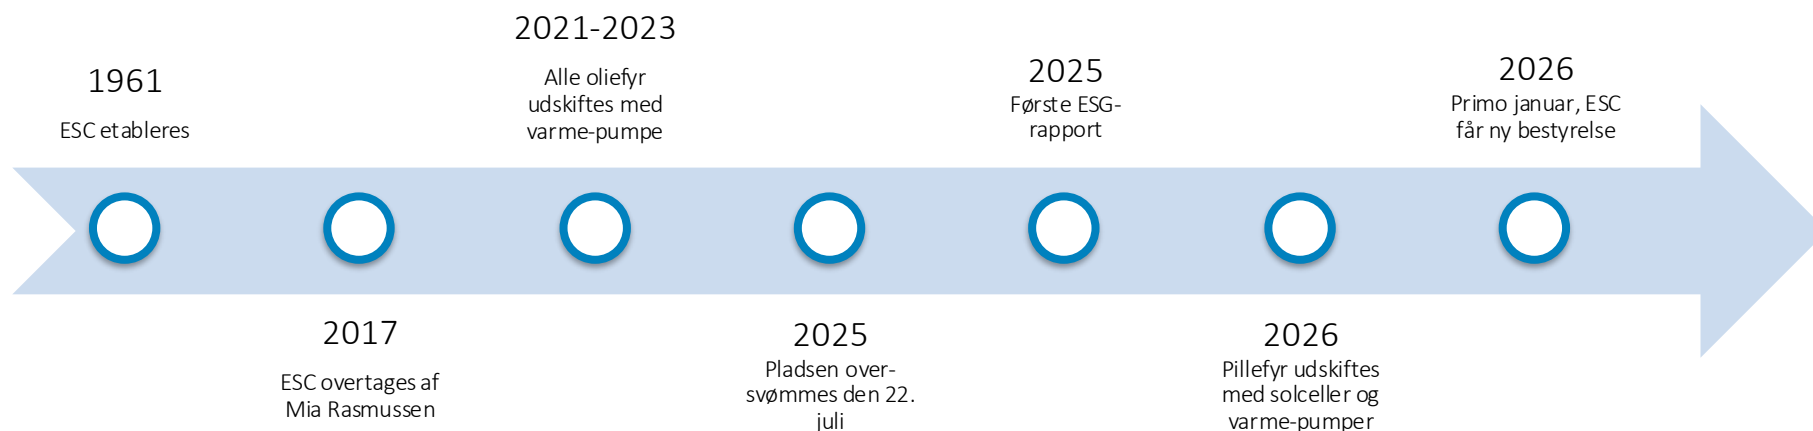 1961
ESC etableres
2017
ESC overtages af
Mia Rasmussen
2021-2023
Alle oliefyr
udskiftes med
varme-pumpe
2025
Pladsen over-
svømmes den 22.
juli
2025
Første ESG-
rapport
2026
Pillefyr udskiftes
med solceller og
varme-pumper
2026
Primo januar, ESC
får ny bestyrelse